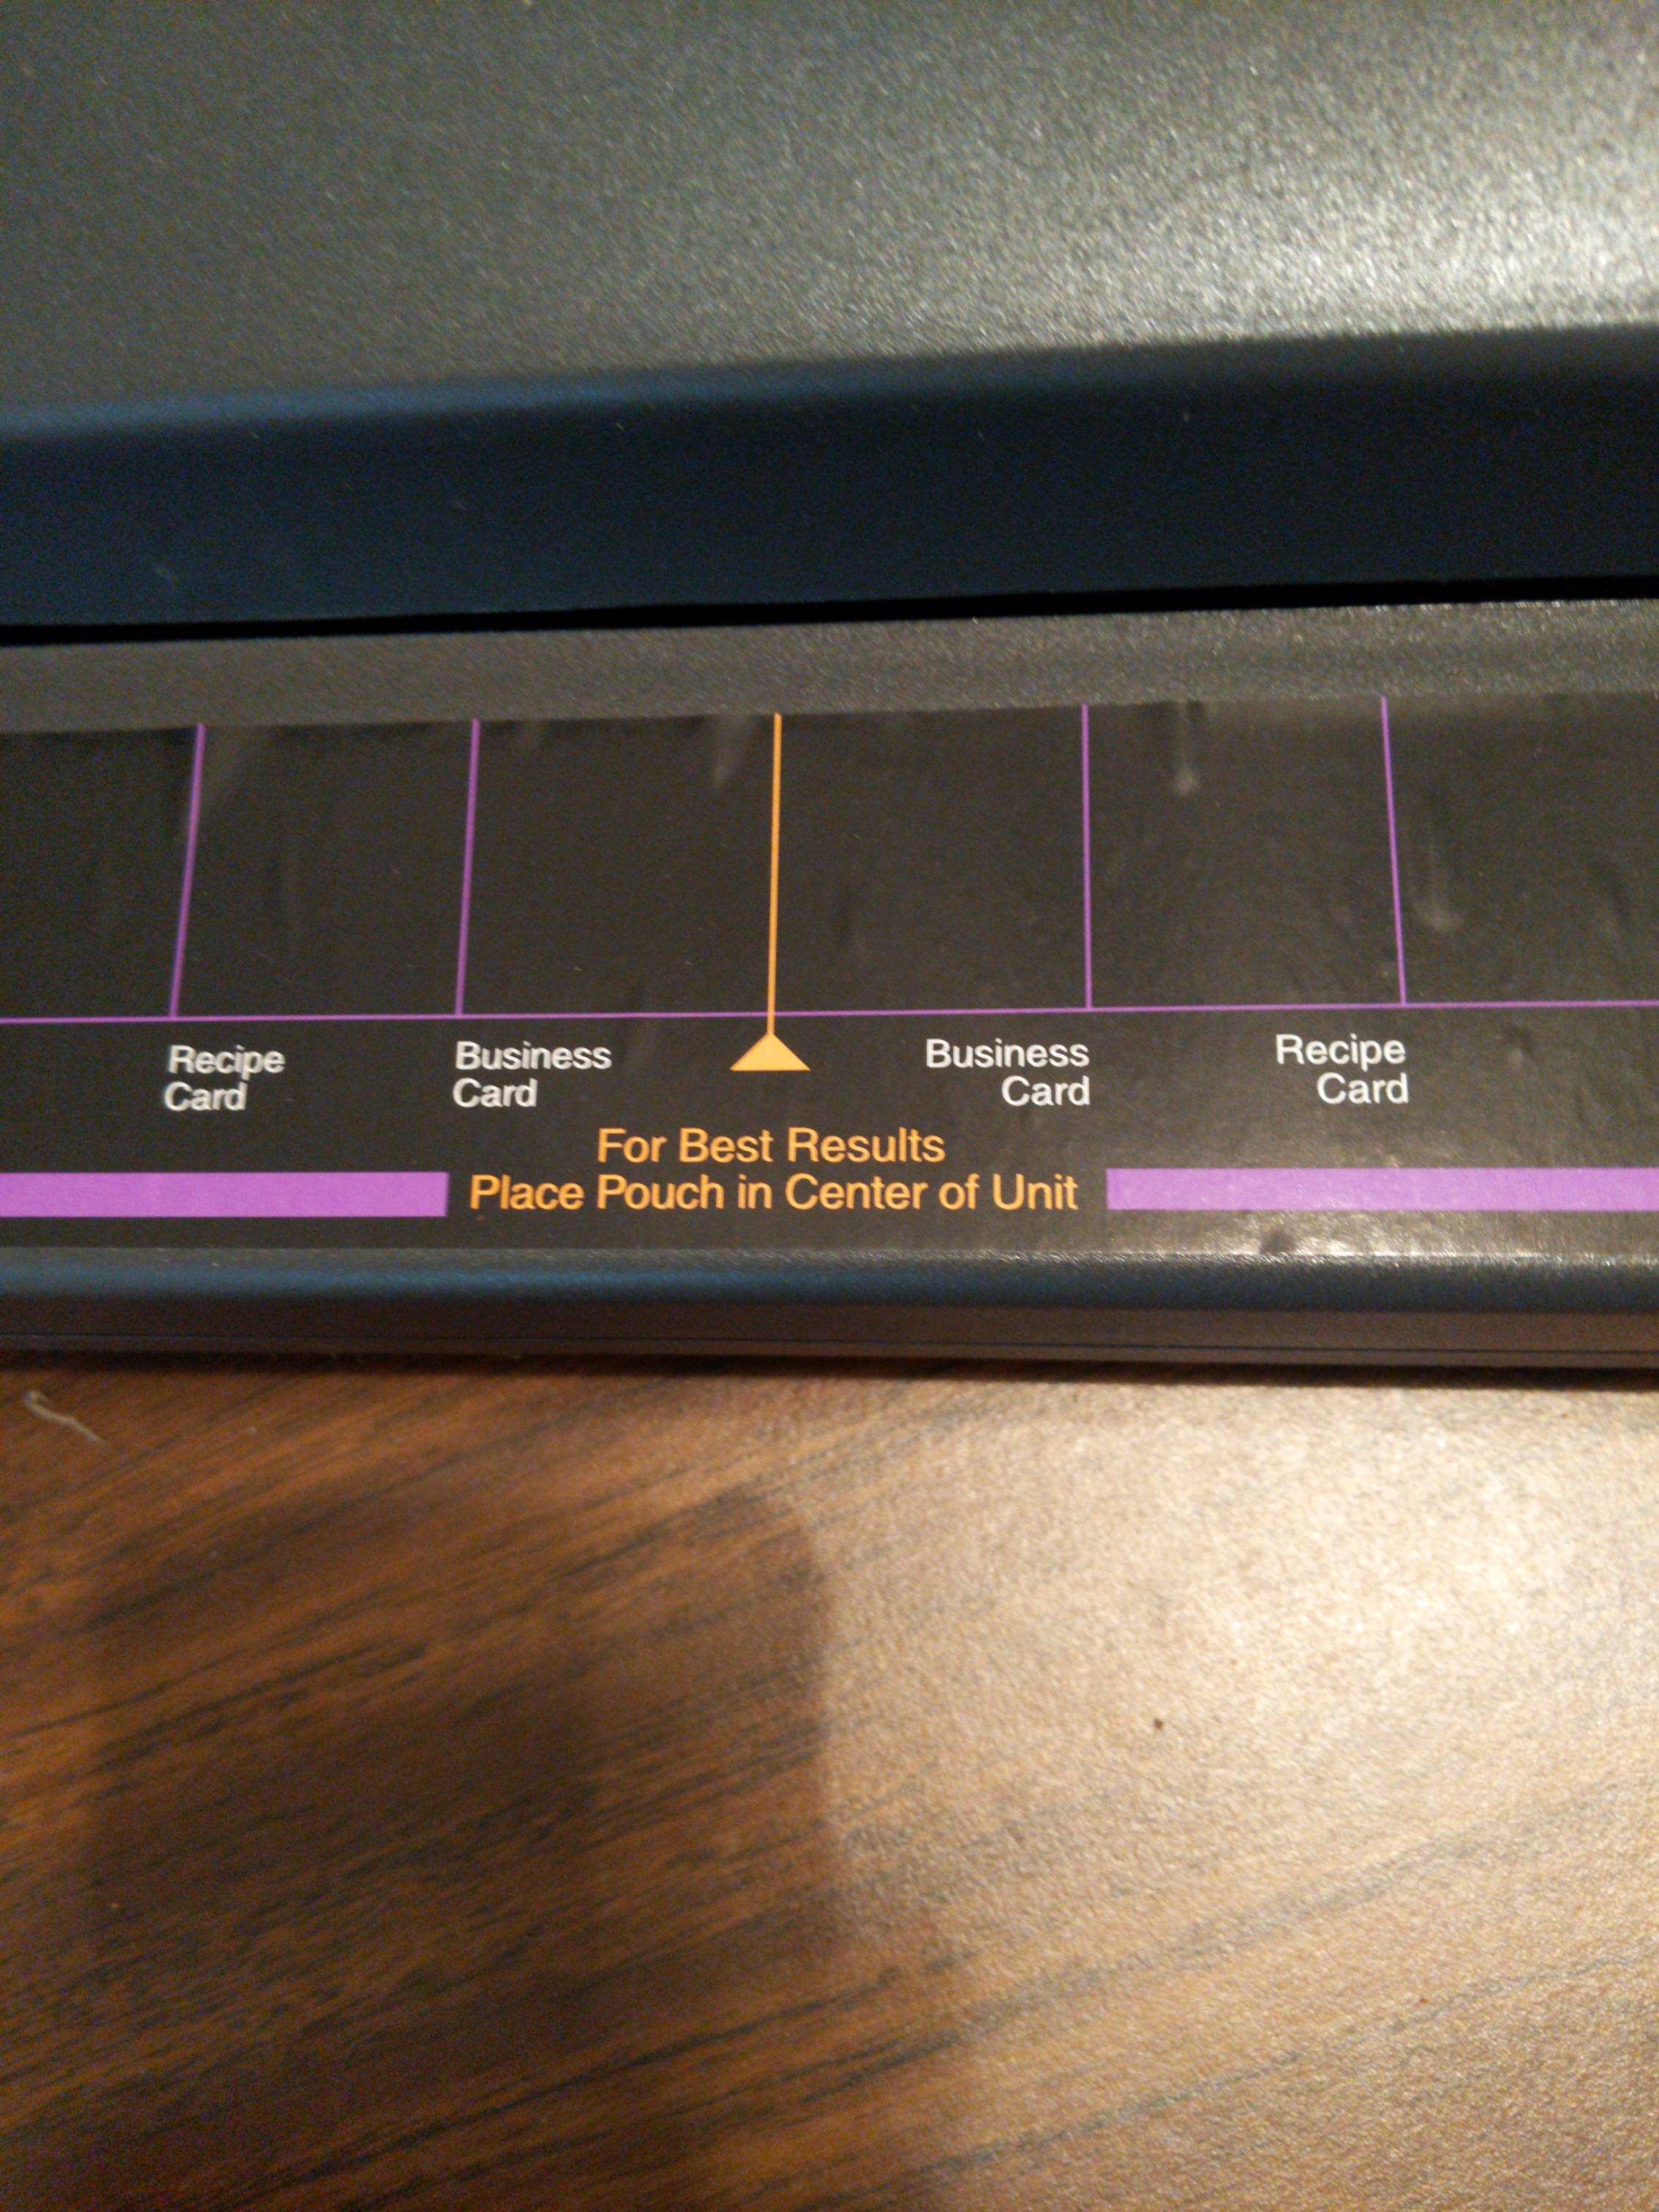 Recipe
Card
Business
Card
Business
Card
Recipe
Card
For Best Results
Place Pouch in Center of Unit